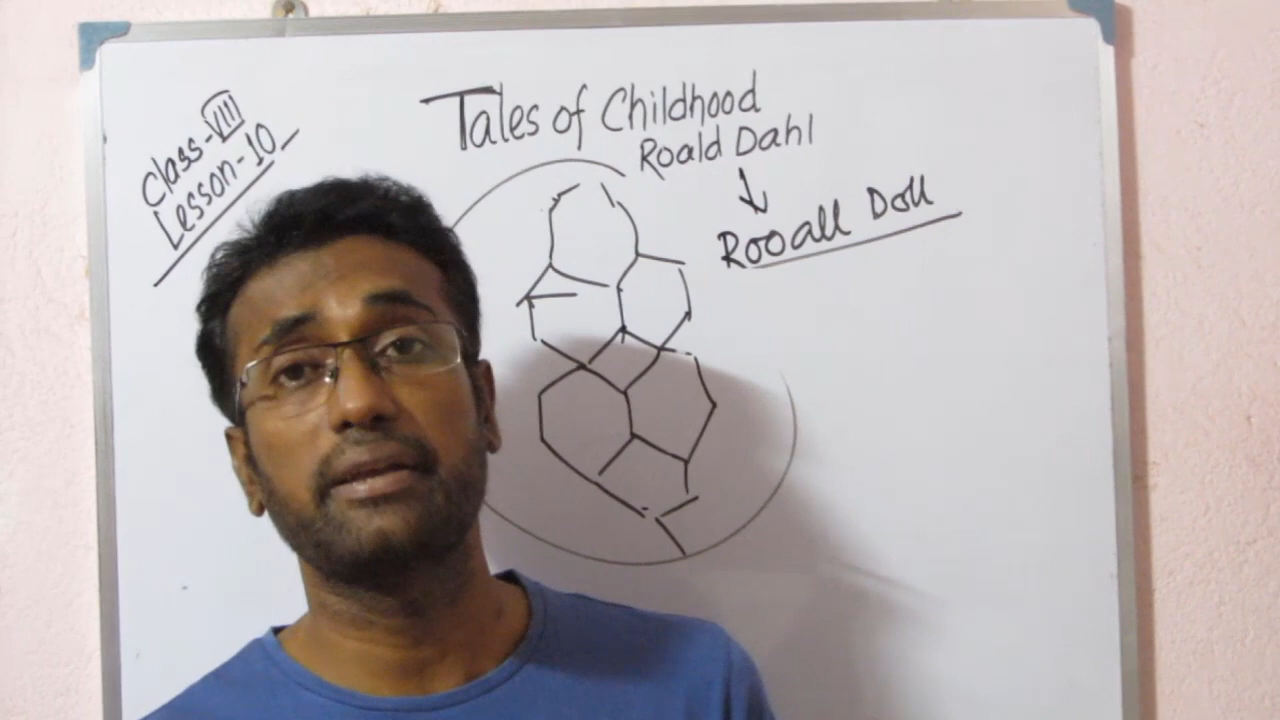 Class-VIII
Lesson-10
Tales of Childhood
Roald Dahl
Rooall Doll